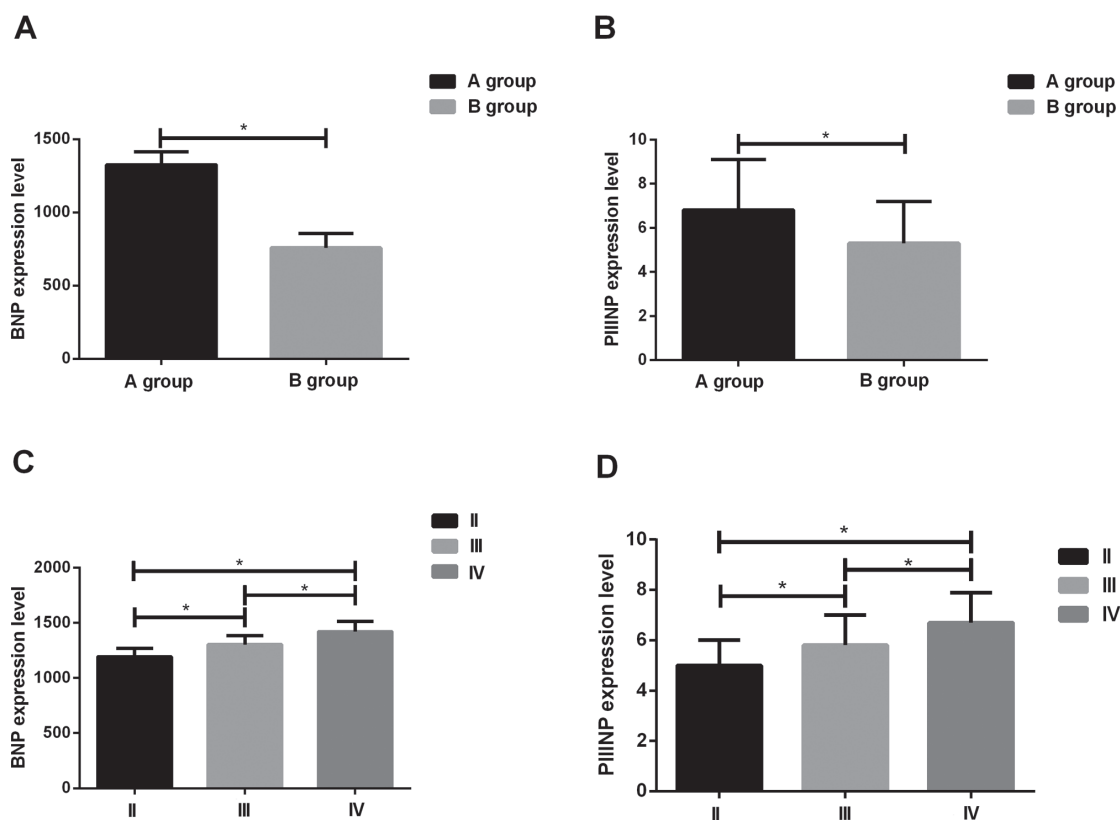 A
A group
B group
*
1500
1000
500
0
BNP expression level
A group
B group
B
A group
B group
*
10
8
6
4
2
0
PIIINP expression level
A group
B group
C
II
III
IV
*
*
*
2000
1500
1000
500
0
BNP expression level
II
III
IV
D
II
III
IV
*
*
*
10
8
6
4
2
0
PIIINP expression level
II
III
IV